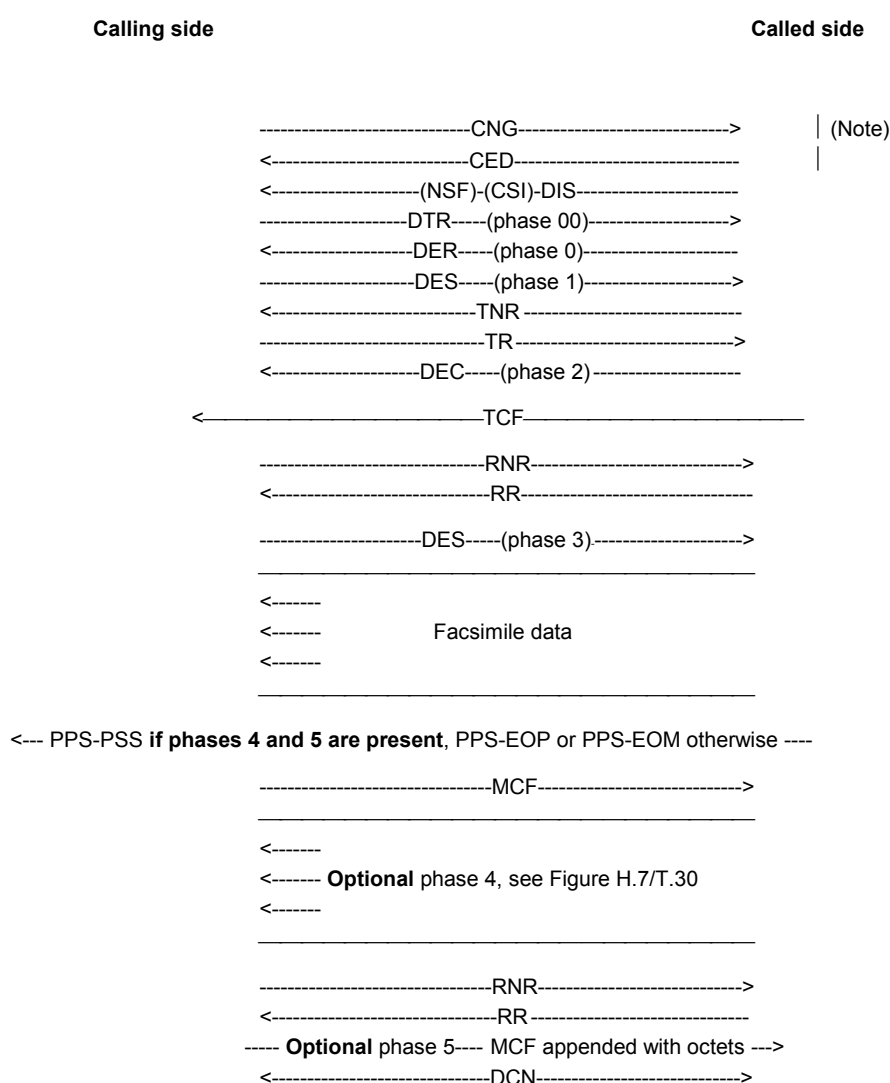 Calling side Called side
------------------------------CNG------------------------------> | (Note)
<----------------------------CED-------------------------------- |
<---------------------(NSF)-(CSI)-DIS-----------------------
---------------------DTR-----(phase 00)-------------------->
<--------------------DER-----(phase 0)----------------------
----------------------DES-----(phase 1)--------------------->
<-----------------------------TNR -------------------------------
--------------------------------TR------------------------------->
<---------------------DEC-----(phase 2)---------------------
<————————————TCF————————————
--------------------------------RNR------------------------------>
<-------------------------------RR---------------------------------
-----------------------DES-----(phase 3)--------------------->
<-------
<------- Facsimile data
<-------
<--- PPS-PSS if phases 4 and 5 are present, PPS-EOP or PPS-EOM otherwise ----
---------------------------------MCF----------------------------->
<-------
<------- Optional phase 4, see Figure H.7/T.30
<-------
---------------------------------RNR----------------------------->
<--------------------------------RR-------------------------------
----- Optional phase 5---- MCF appended with octets --->
<-------------------------------DCN----------------------------->